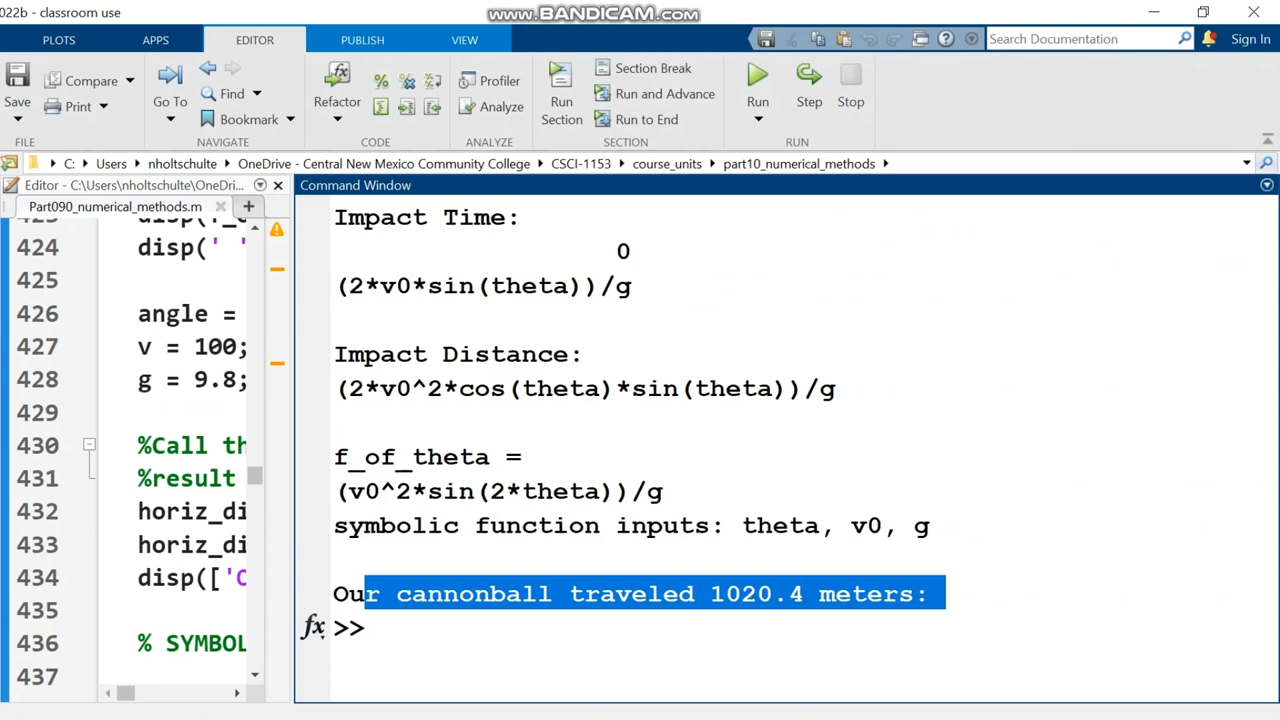 022b - classroom use
www.BANDICAM.com
PLOTS APPS EDITOR PUBLISH VIEW
Search Documentation
Sign In
Save
Compare
Print
FILE
Go To
Find
Bookmark
NAVIGATE
Refactor
CODE
Profiler
Analyze
ANALYZE
Run Section
Section Break
Run and Advance
Run to End
SECTION
Run
Step
Stop
RUN
C: Users nholtschulte OneDrive - Central New Mexico Community College CSCI-1153 course_units part10_numerical_methods
Editor - C:\Users\nholtschulte\OneDri...
Part090_numerical_methods.m
424 disp(' '
425
426 angle =
427 v = 100;
428 g = 9.8;
429
430 %Call th
431 %result
432 horiz_di
433 horiz_di
434 disp(['O
435
436 % SYMBOL
437
Command Window
Impact Time:
0
(2*v0*sin(theta))/g
Impact Distance:
(2*v0^2*cos(theta)*sin(theta))/g
f_of_theta =
(v0^2*sin(2*theta))/g
symbolic function inputs: theta, v0, g
Our cannonball traveled 1020.4 meters:
fx >>